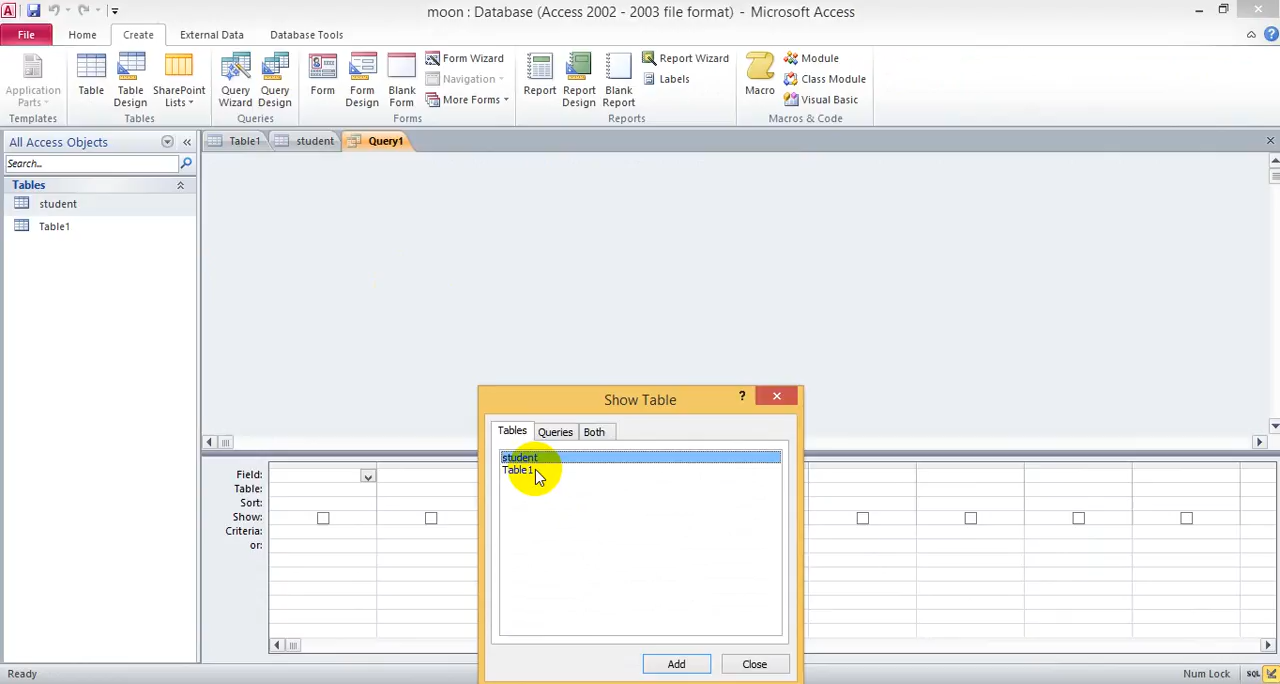 moon : Database (Access 2002 - 2003 file format) - Microsoft Access
File Home Create External Data Database Tools
Application Parts
Table
Table Design
SharePoint Lists
Query Wizard
Query Design
Form
Form Design
Blank Form
Form Wizard
Navigation
More Forms
Report
Report Design
Blank Report
Report Wizard
Labels
Macro
Module
Class Module
Visual Basic
Templates Tables Queries Forms Reports Macros & Code
All Access Objects «
Table1 student Query1
Search...
Tables
student
Table1
Show Table ?
Tables Queries Both
student
Table1
Field:
Table:
Sort:
Show:
Criteria:
or:
Add Close
Ready Num Lock SQL